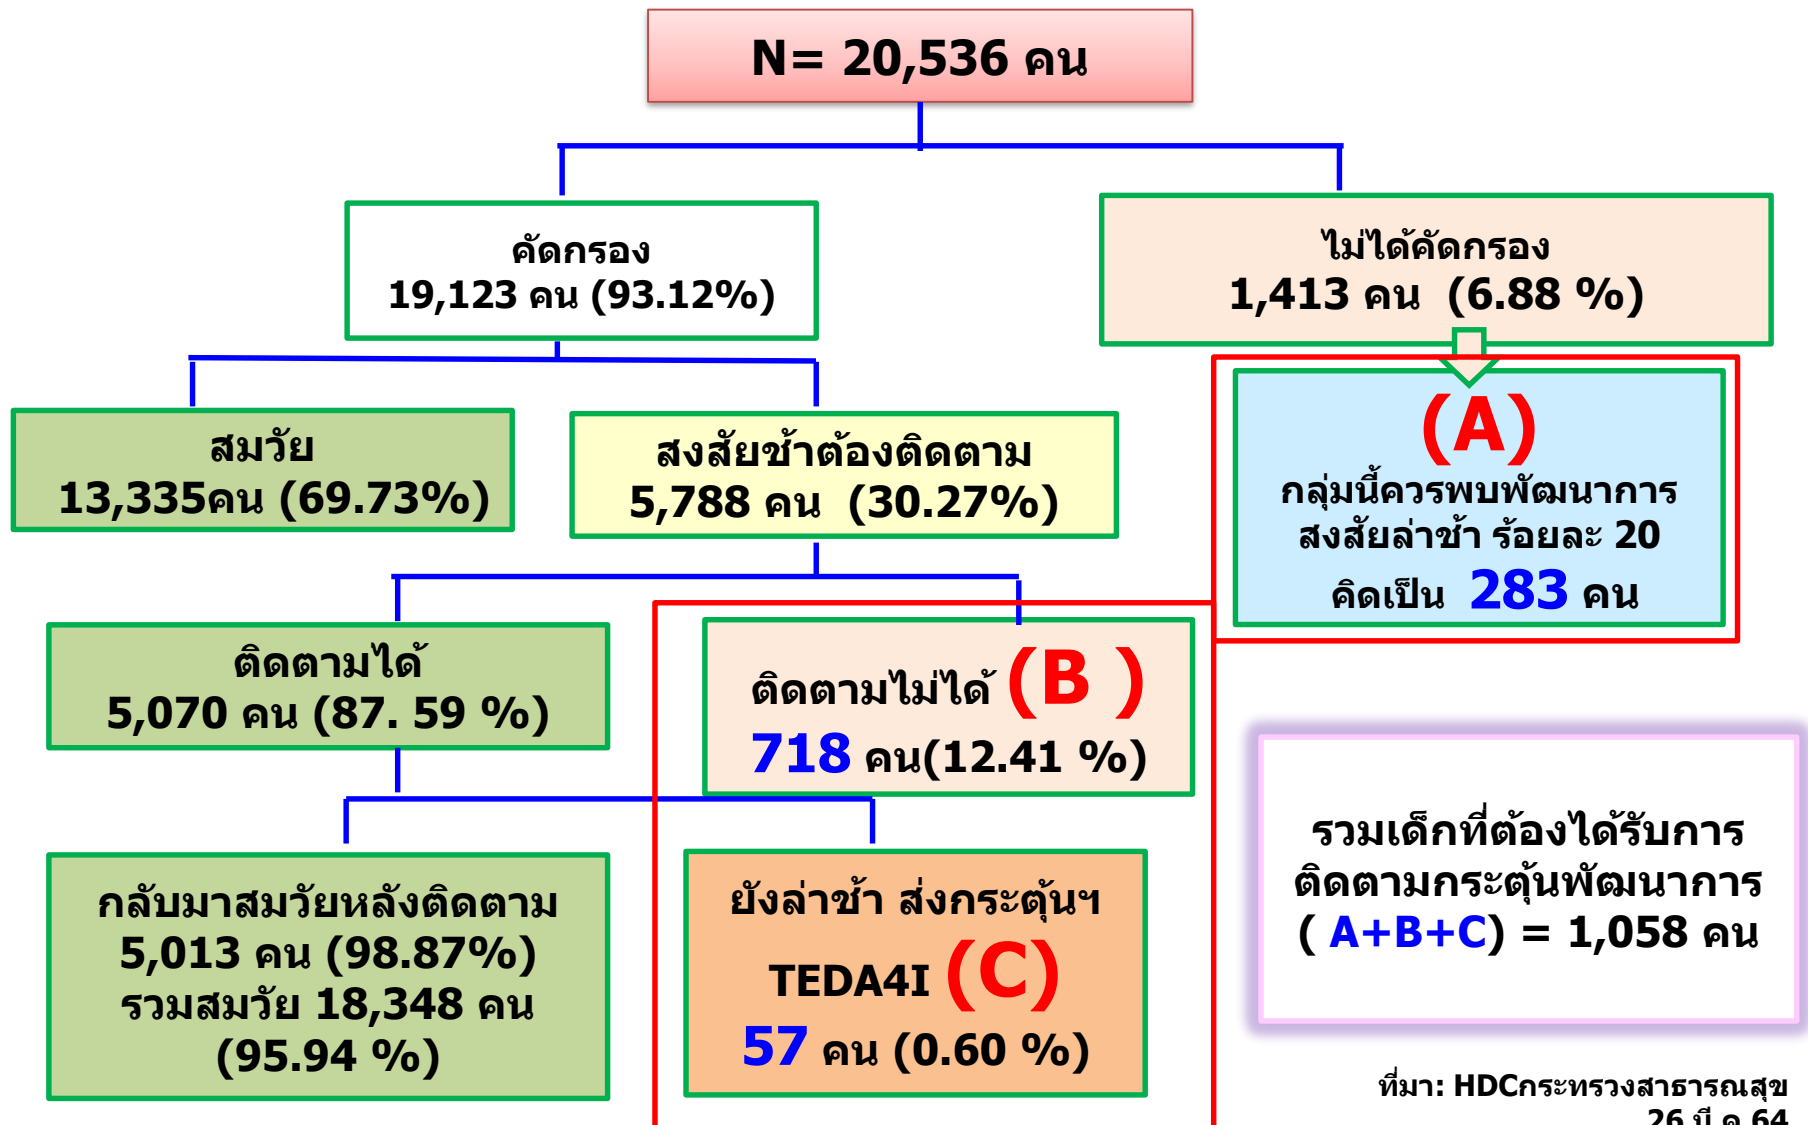 N= 20,536 คน
คัดกรอง
19,123 คน (93.12%)
ไม่ได้คัดกรอง
1,413 คน (6.88 %)
สมวัย
13,335คน (69.73%)
สงสัยช้าต้องติดตาม
5,788 คน (30.27%)
(A)
กลุ่มนี้ควรพบพัฒนาการ
สงสัยล่าช้า ร้อยละ 20
คิดเป็น 283 คน
ติดตามได้
5,070 คน (87. 59 %)
ติดตามไม่ได้ (B )
718 คน(12.41 %)
กลับมาสมวัยหลังติดตาม
5,013 คน (98.87%)
รวมสมวัย 18,348 คน
(95.94 %)
ยังล่าช้า ส่งกระตุ้นฯ
TEDA4I (C)
57 คน (0.60 %)
รวมเด็กที่ต้องได้รับการ
ติดตามกระตุ้นพัฒนาการ
( A+B+C) = 1,058 คน
ที่มา: HDCกระทรวงสาธารณสุข
26 มี ค 64